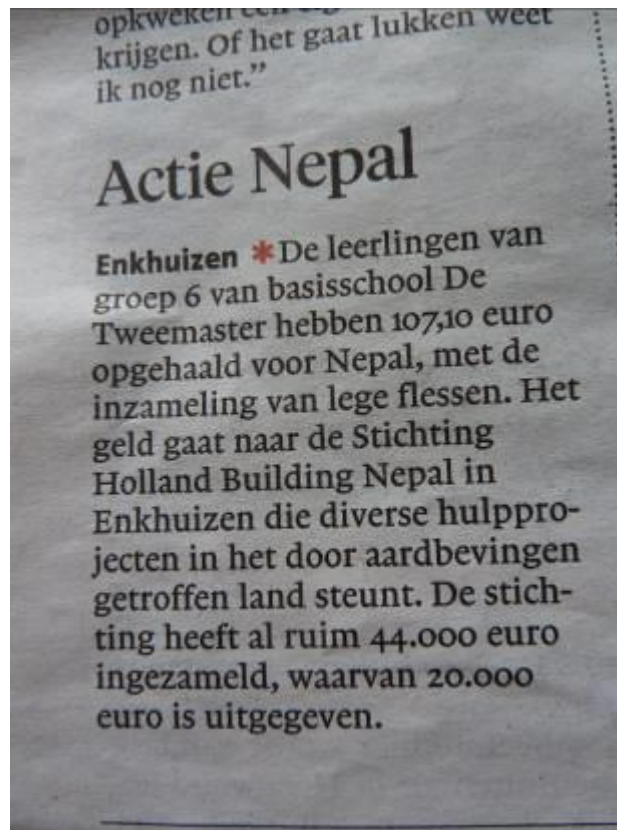 opkweken een
krijgen. Of het gaat lukken weet
ik nog niet.”
Actie Nepal
Enkhuizen *De leerlingen van
groep 6 van basisschool De
Tweemaster hebben 107,10 euro
opgehaald voor Nepal, met de
inzameling van lege flessen. Het
geld gaat naar de Stichting
Holland Building Nepal in
Enkhuizen die diverse hulppro-
jecten in het door aardbevingen
getroffen land steunt. De stich-
ting heeft al ruim 44.000 euro
ingezameld, waarvan 20.000
euro is uitgegeven.